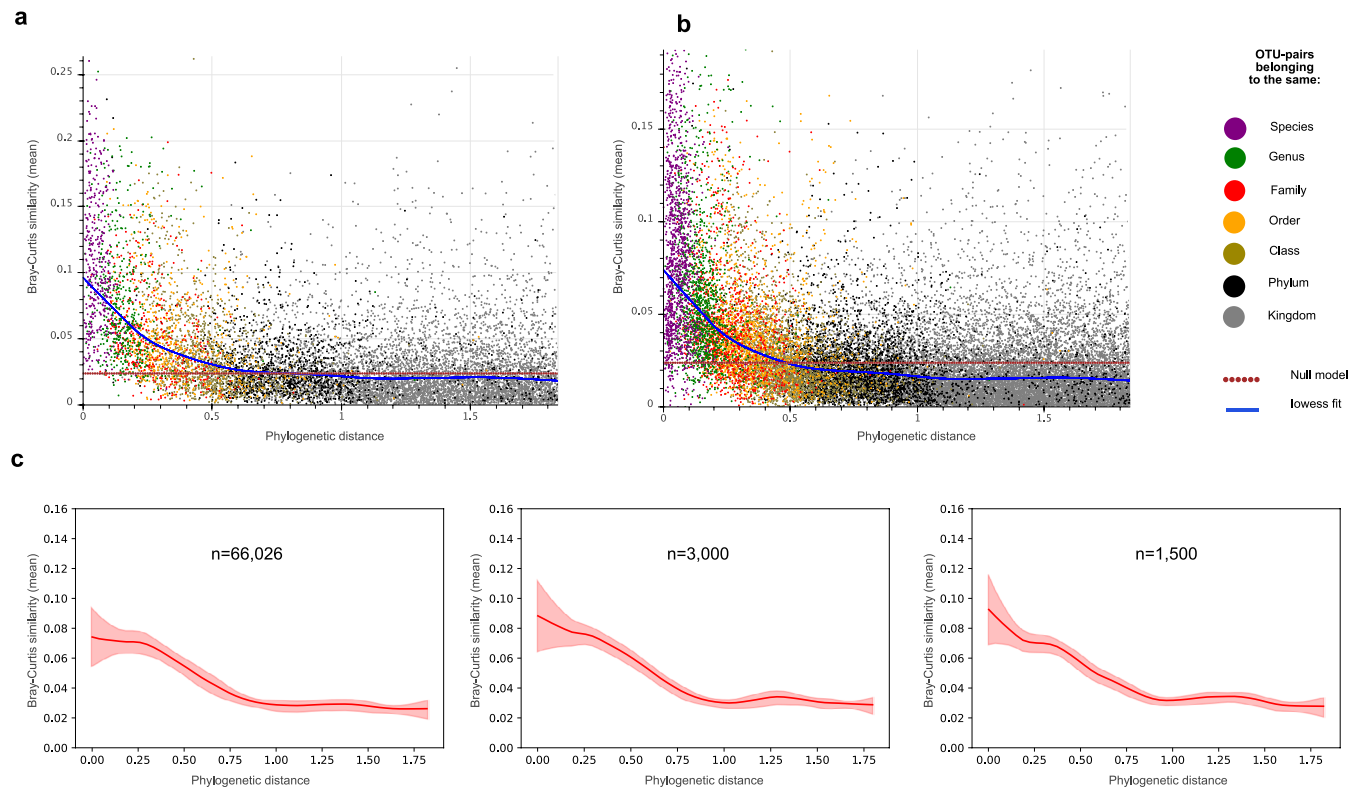 a
0.25
0.2
0.15
0.1
0.05
0
0
0.5
1
1.5
Bray-Curtis similarity (mean)
Phylogenetic distance
b
0.15
0.1
0.05
0
0
0.5
1
1.5
Bray-Curtis similarity (mean)
Phylogenetic distance
OTU-pairs
belonging
to the same:
Species
Genus
Family
Order
Class
Phylum
Kingdom
Null model
lowess fit
c
0.16
0.14
0.12
0.10
0.08
0.06
0.04
0.02
0.00
0.00
0.25
0.50
0.75
1.00
1.25
1.50
1.75
n=66,026
Bray-Curtis similarity (mean)
Phylogenetic distance
0.16
0.14
0.12
0.10
0.08
0.06
0.04
0.02
0.00
0.00
0.25
0.50
0.75
1.00
1.25
1.50
1.75
n=3,000
Bray-Curtis similarity (mean)
Phylogenetic distance
0.16
0.14
0.12
0.10
0.08
0.06
0.04
0.02
0.00
0.00
0.25
0.50
0.75
1.00
1.25
1.50
1.75
n=1,500
Bray-Curtis similarity (mean)
Phylogenetic distance